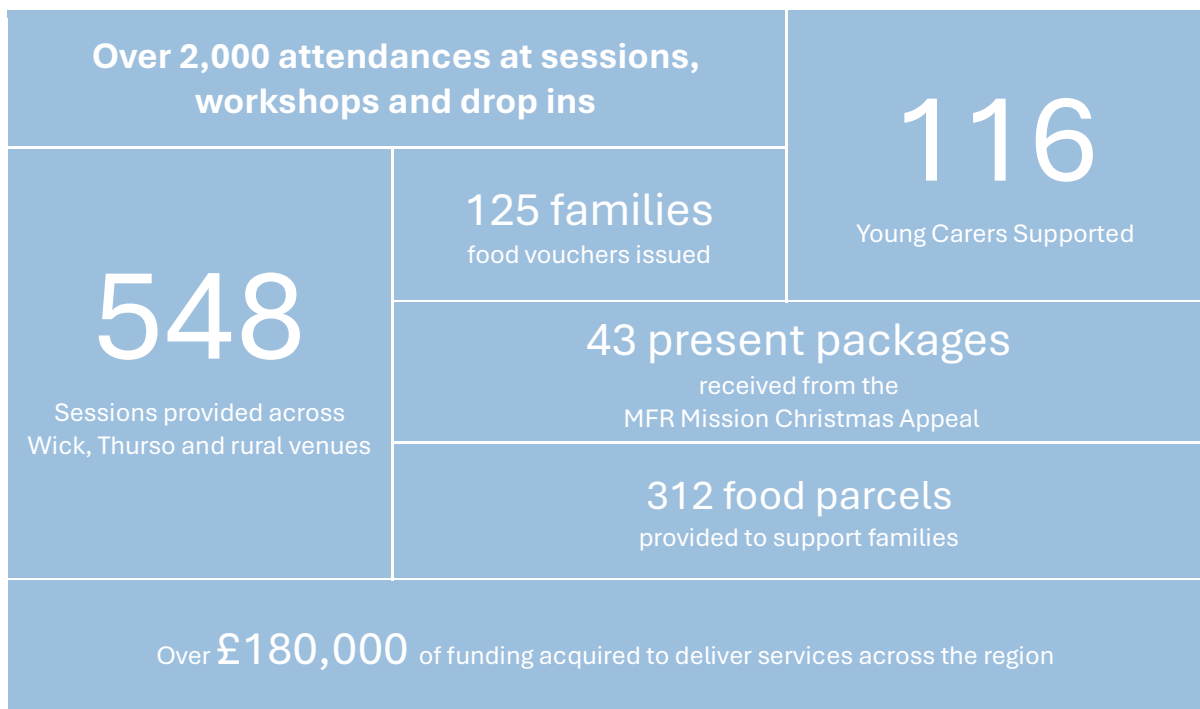 Over 2,000 attendances at sessions,
workshops and drop ins
116
Young Carers Supported
125 families
food vouchers issued
548
Sessions provided across
Wick, Thurso and rural venues
43 present packages
received from the
MFR Mission Christmas Appeal
312 food parcels
provided to support families
Over £180,000 of funding acquired to deliver services across the region